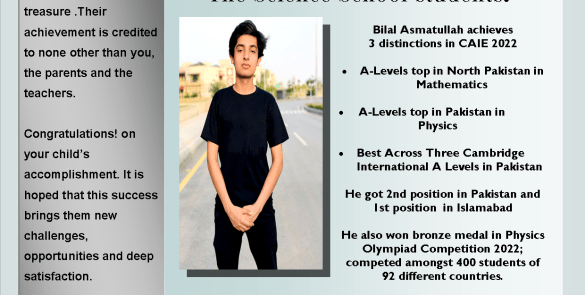 The Science School students.
treasure .Their
achievement is credited
to none other than you,
the parents and the
teachers.
Congratulations! on
your child's
accomplishment. It is
hoped that this success
brings them new
challenges,
opportunities and deep
satisfaction.
Bilal Asmatullah achieves
3 distinctions in CAIE 2022
• A-Levels top in North Pakistan in
Mathematics
• A-Levels top in Pakistan in
Physics
• Best Across Three Cambridge
International A Levels in Pakistan
He got 2nd position in Pakistan and
1st position in Islamabad
He also won bronze medal in Physics
Olympiad Competition 2022;
competed amongst 400 students of
92 different countries.